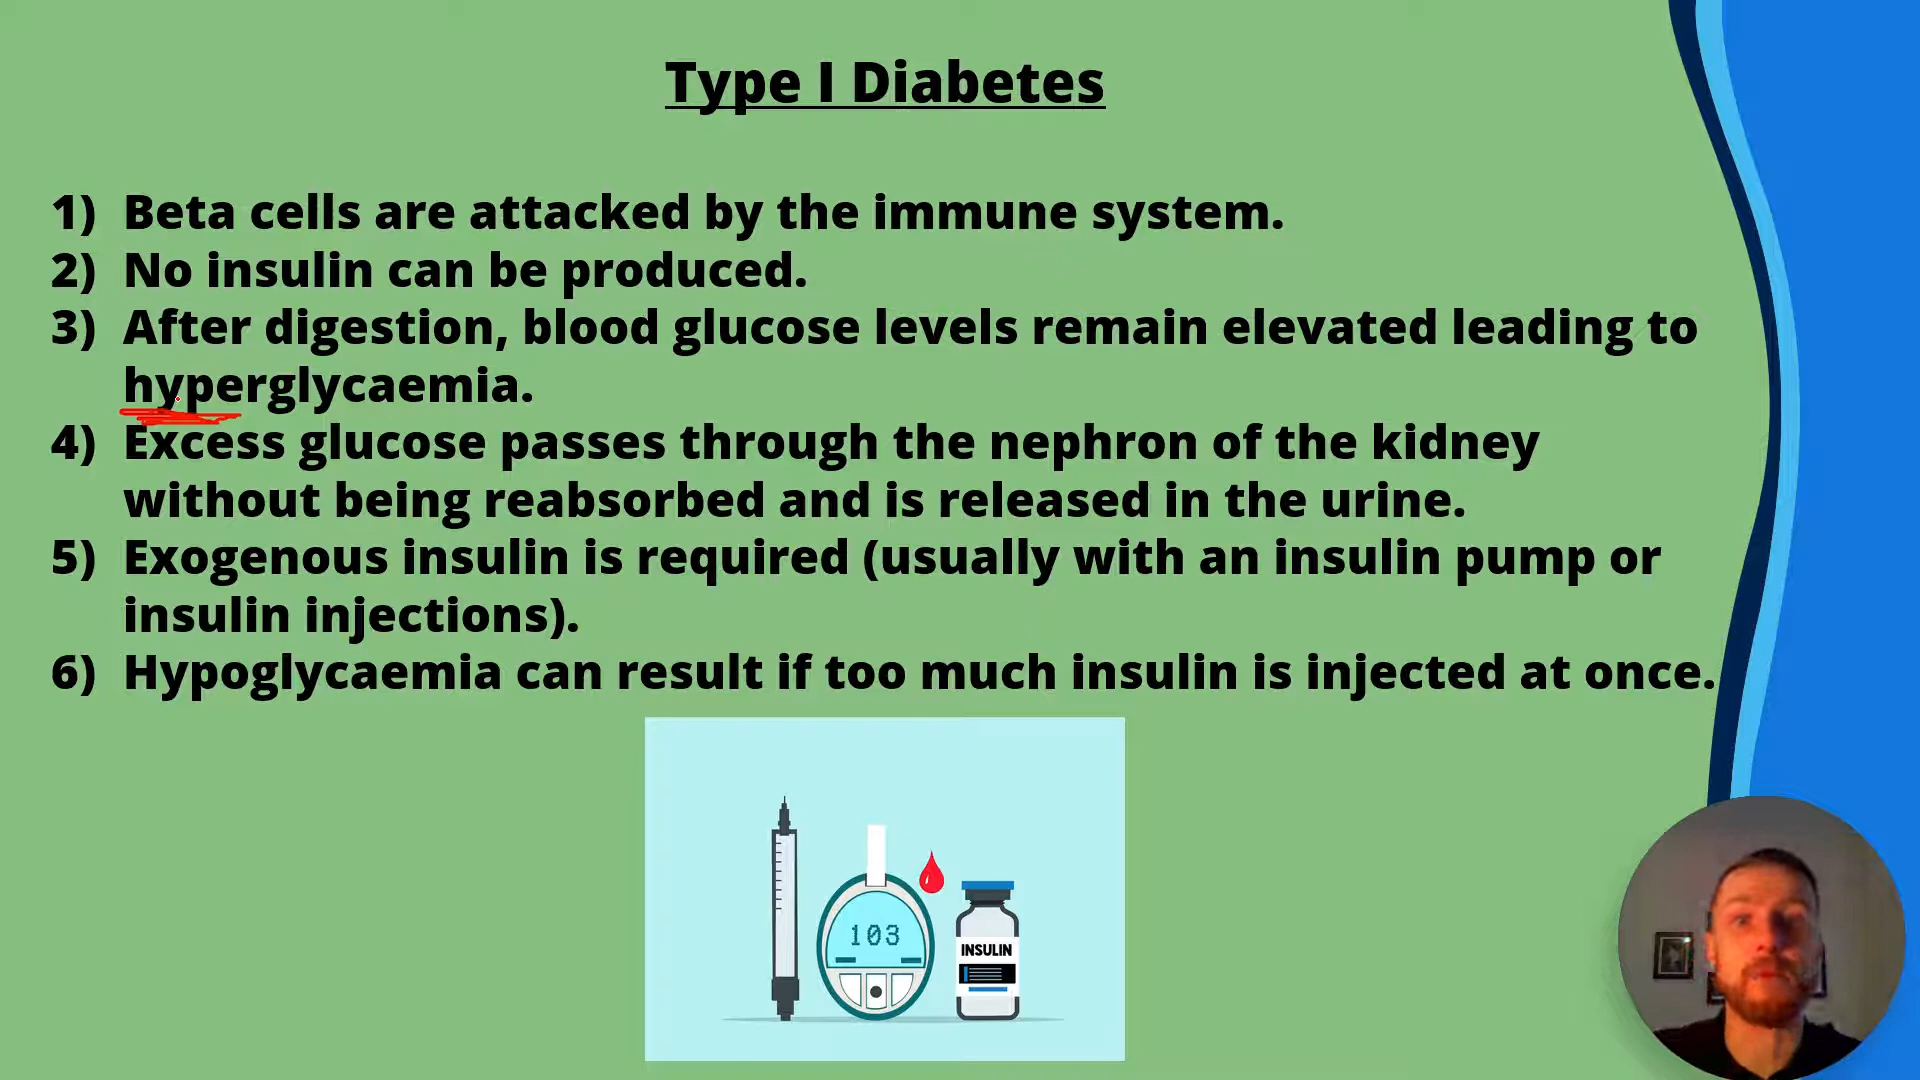 Type I Diabetes
1) Beta cells are attacked by the immune system.
2) No insulin can be produced.
3) After digestion, blood glucose levels remain elevated leading to
hyperglycaemia.
4) Excess glucose passes through the nephron of the kidney
without being reabsorbed and is released in the urine.
5) Exogenous insulin is required (usually with an insulin pump or
insulin injections).
6) Hypoglycaemia can result if too much insulin is injected at once.
103
INSULIN